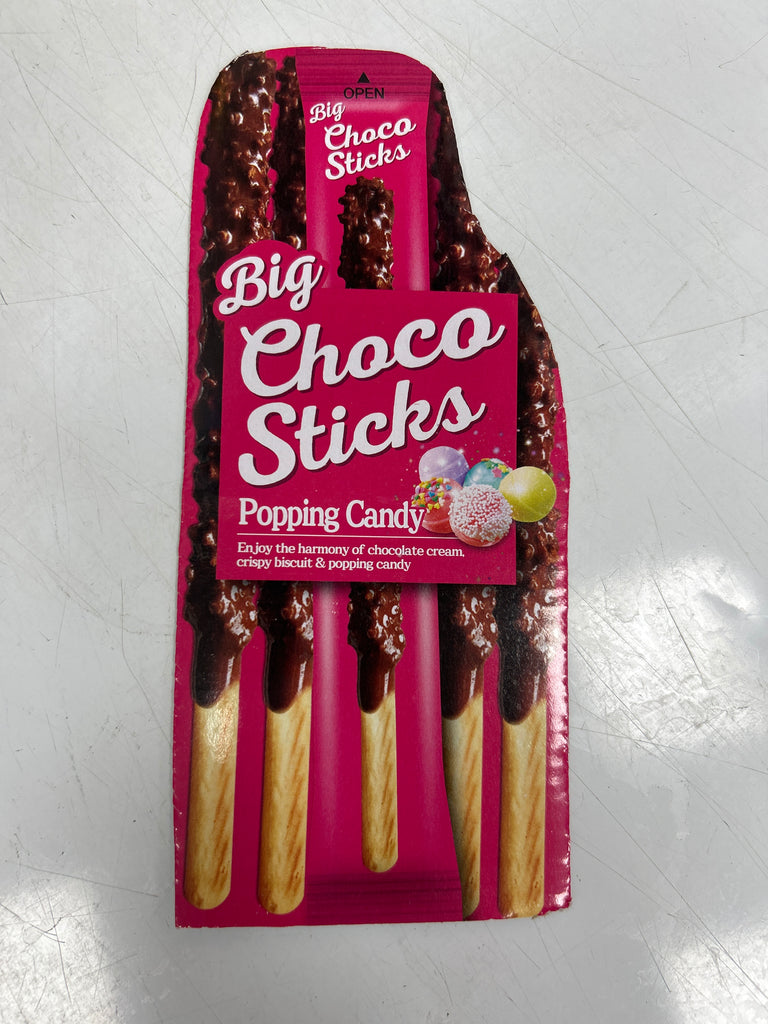 OPEN
Big
Choco
Sticks
Big
Choco
Sticks
Popping Candy
Enjoy the harmony of chocolate cream,
crispy biscuit & popping candy